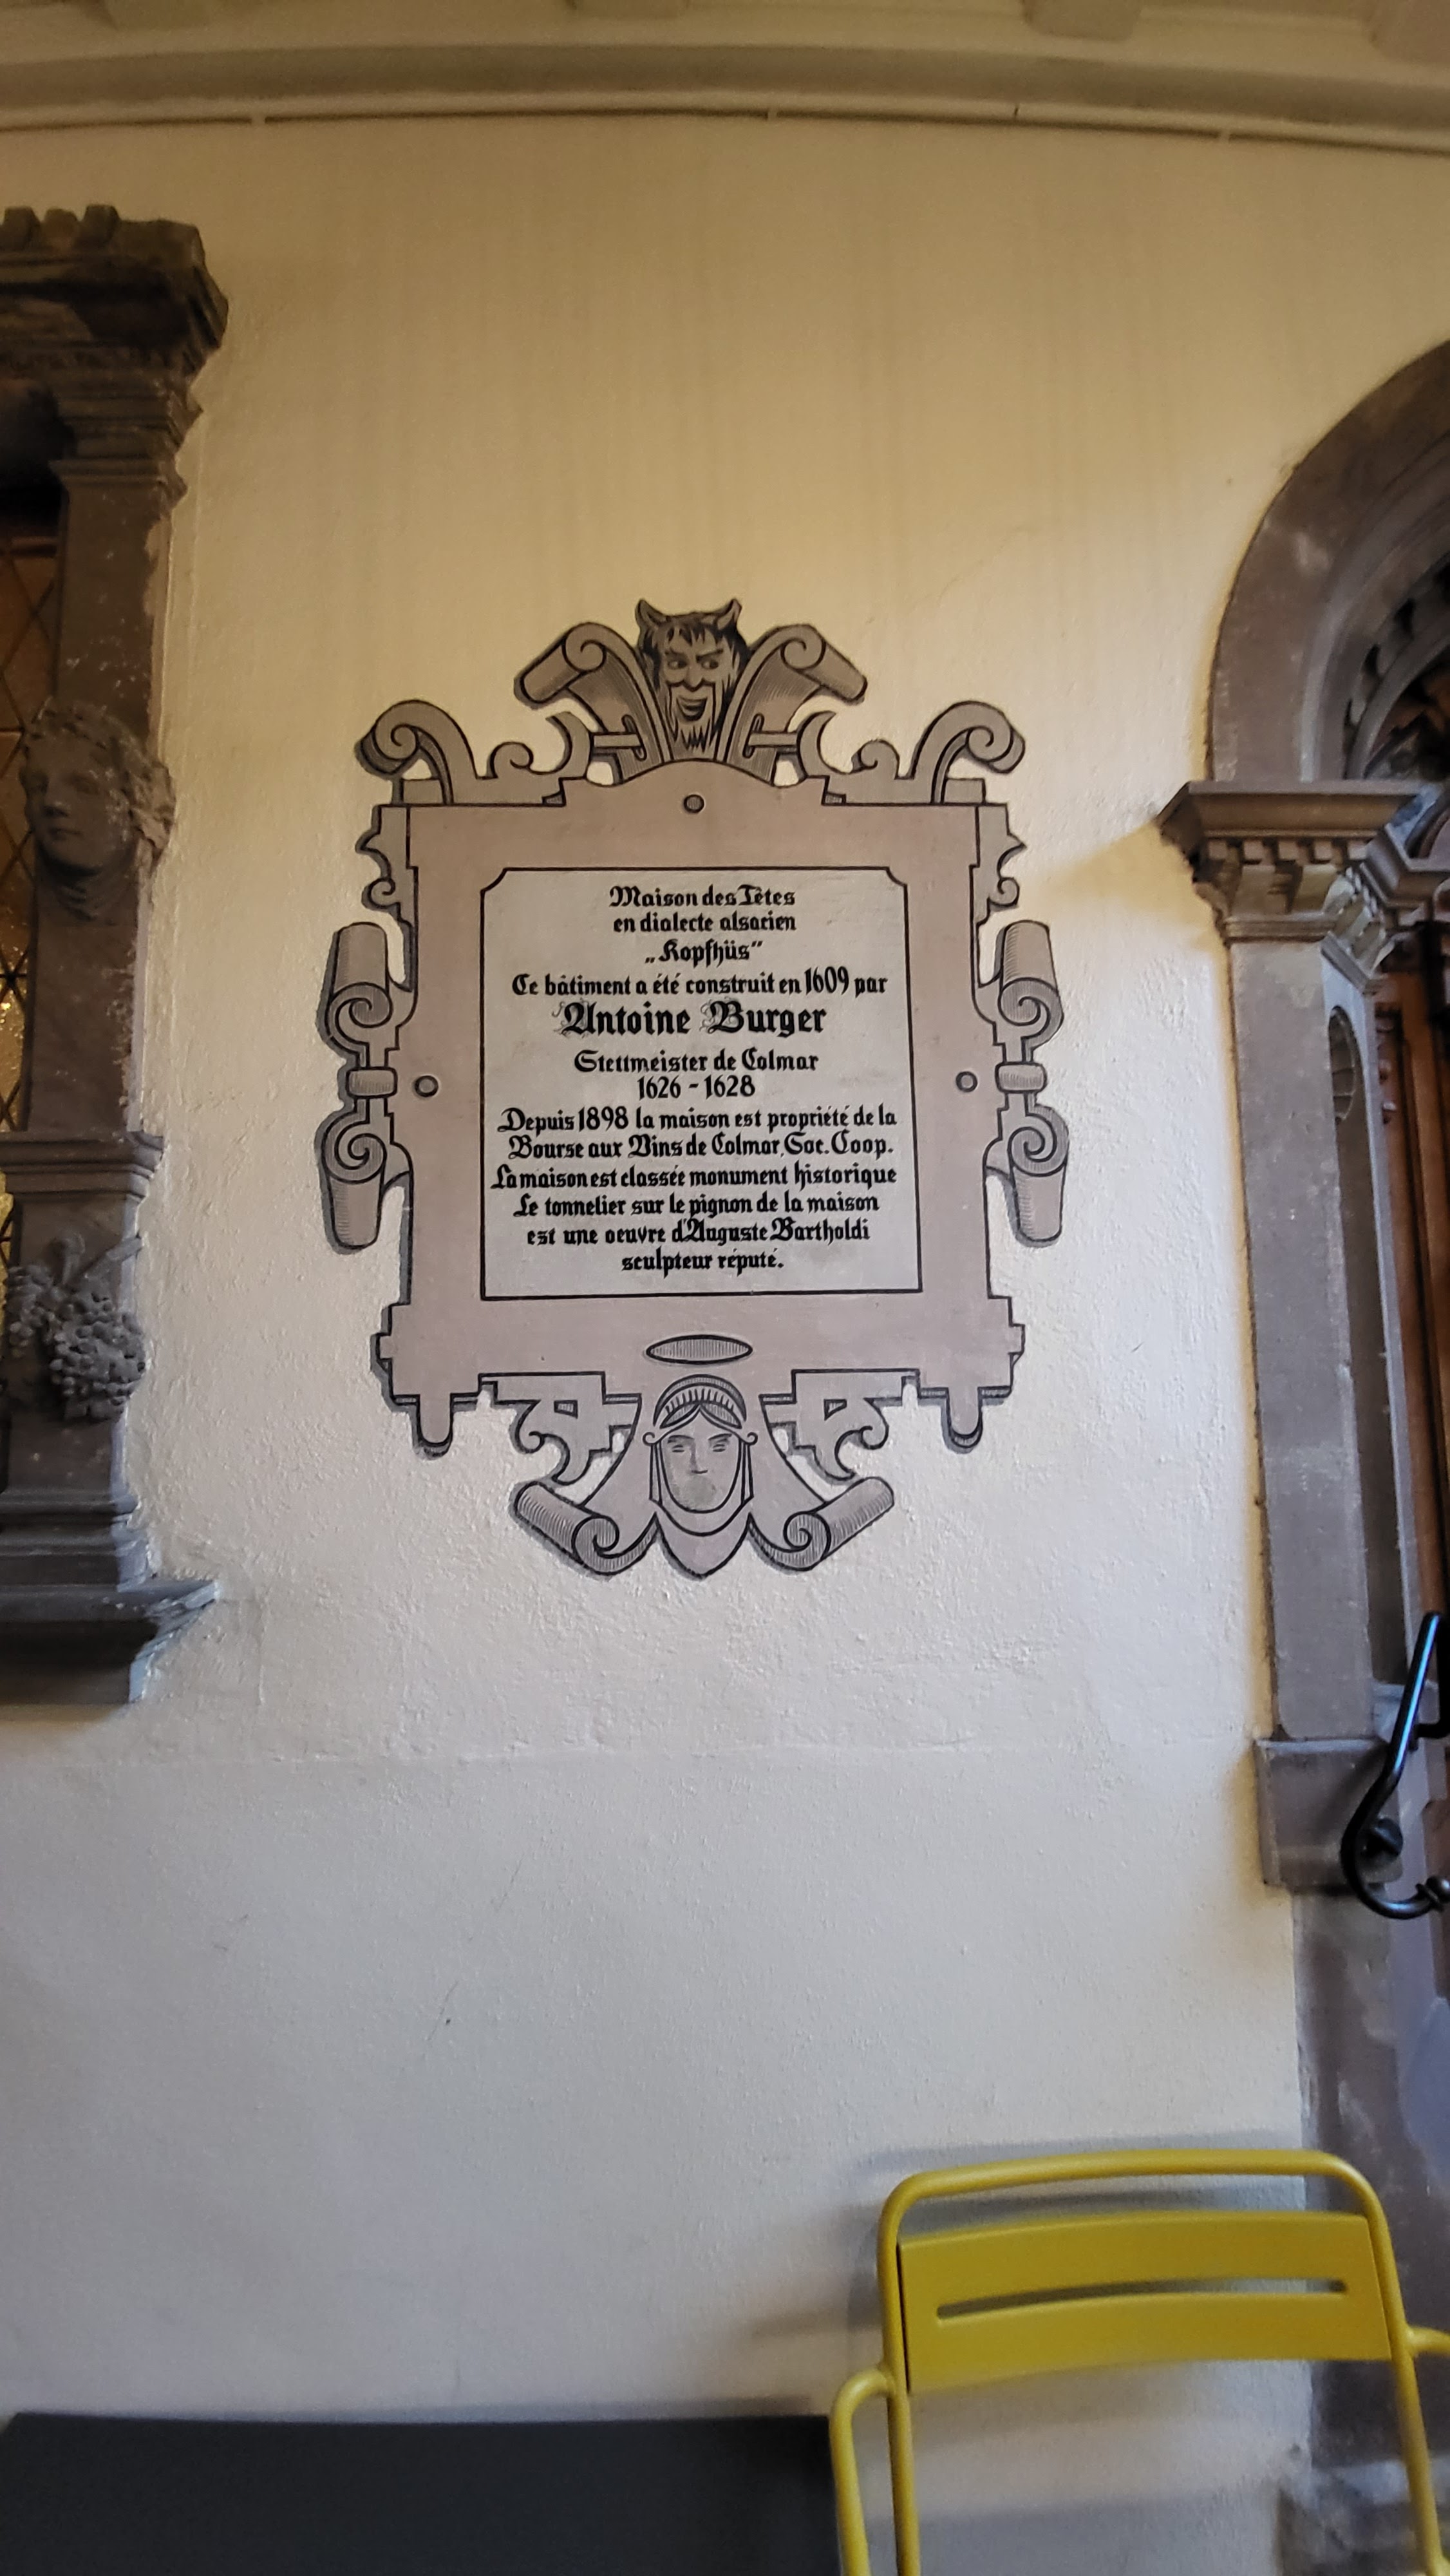 Maison des Têtes
en dialecte alsacien
„Kopfhüs”
Ce bâtiment a été construit en 1609 par
Antoine Burger
Stettmeister de Colmar
1626 - 1628
Depuis 1898 la maison est propriété de la
Bourse aux Vins de Colmar, Soc. Coop.
La maison est classée monument historique
Le tonnelier sur le pignon de la maison
est une oeuvre d'Auguste Bartholdi
sculpteur réputé.